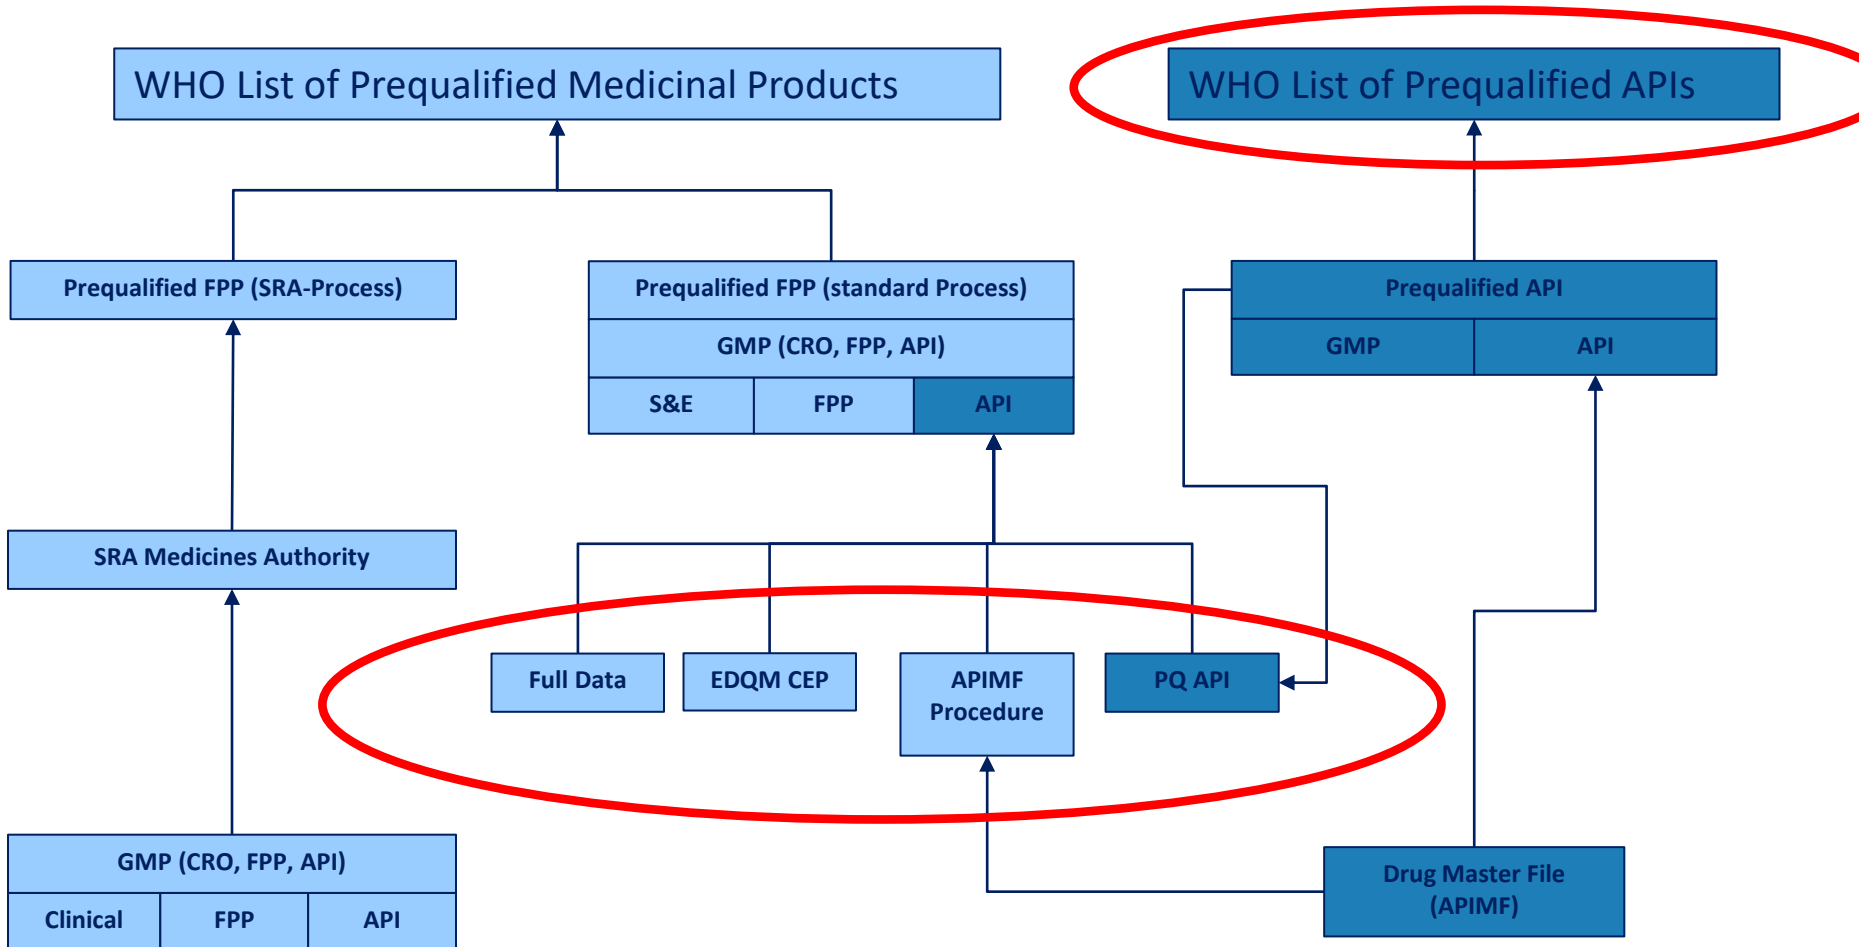 WHO List of Prequalified Medicinal Products
WHO List of Prequalified APIs
Prequalified FPP (SRA-Process)
Prequalified FPP (standard Process)
GMP (CRO, FPP, API)
S&E
FPP
API
Prequalified API
GMP
API
SRA Medicines Authority
Full Data
EDQM CEP
APIMF
Procedure
PQ API
GMP (CRO, FPP, API)
Clinical
FPP
API
Drug Master File
(APIMF)